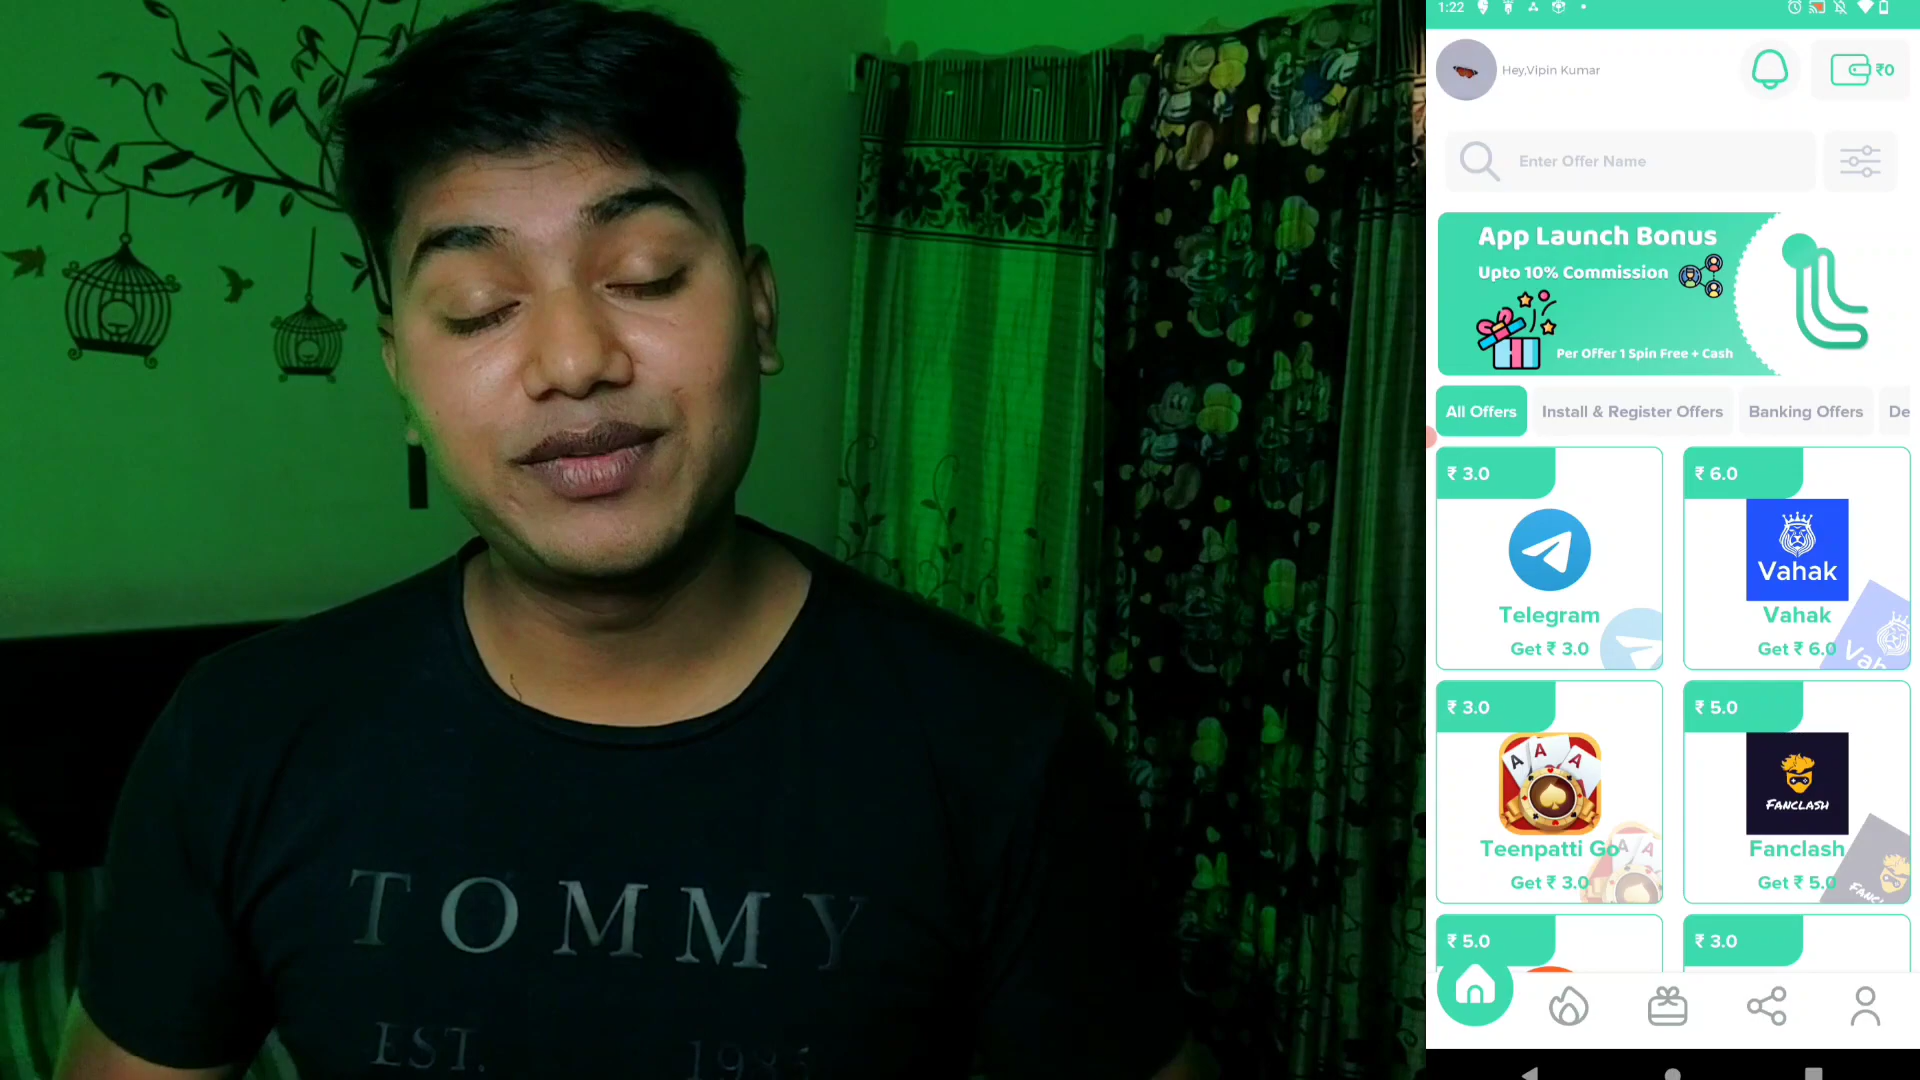 TOMMY
EST. 1985
1:22
Hey,Vipin Kumar
₹0
Enter Offer Name
App Launch Bonus
Upto 10% Commission
Per Offer 1 Spin Free + Cash
All Offers
Install & Register Offers
Banking Offers
De
₹ 3.0
Telegram
Get ₹ 3.0
₹ 6.0
Vahak
Vahak
Get ₹ 6.0
₹ 3.0
A A A
Teenpatti Go
Get ₹ 3.0
₹ 5.0
FANCLASH
Fanclash
Get ₹ 5.0
₹ 5.0
₹ 3.0